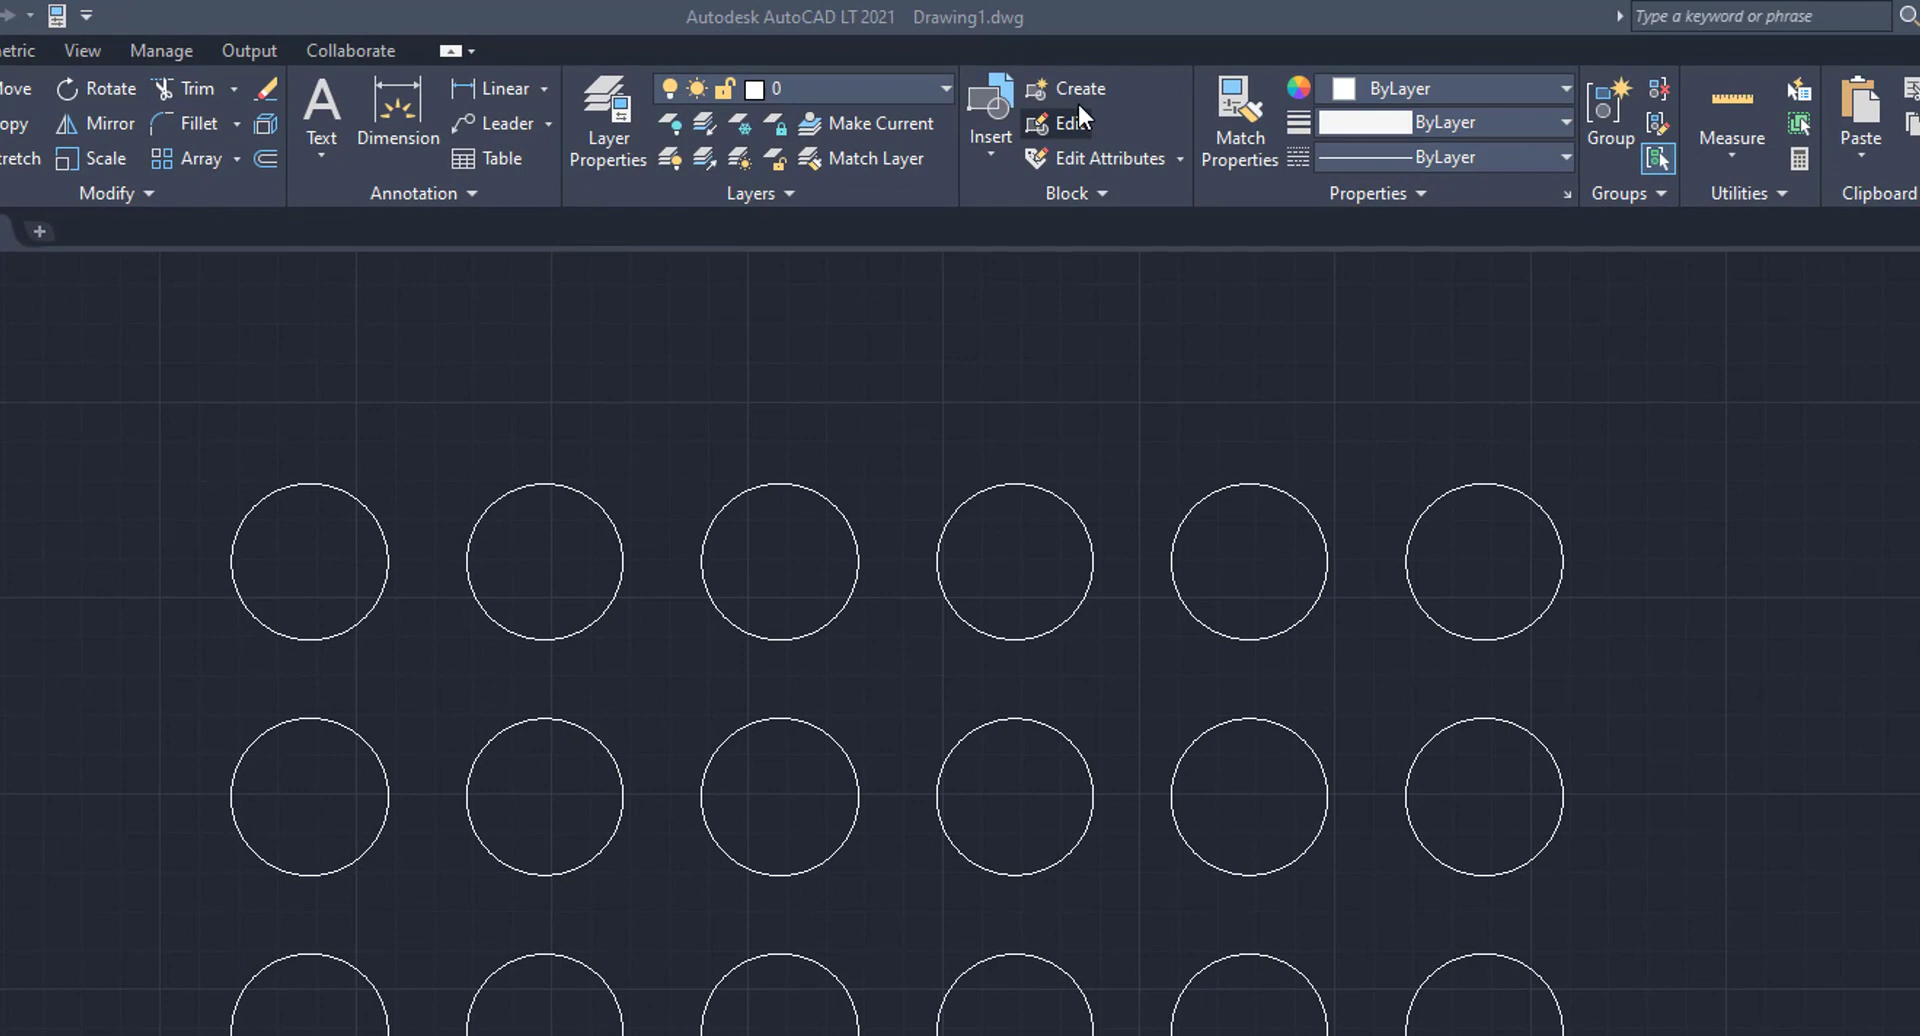 Autodesk AutoCAD LT 2021 Drawing1.dwg
Type a keyword or phrase
etric View Manage Output Collaborate
ove Rotate Trim
opy Mirror Fillet
retch Scale Array
Modify
Text
Dimension
Linear
Leader
Table
Annotation
Layer
Properties
0
Make Current
Match Layer
Layers
Insert
Create
Edit
Edit Attributes
Block
Match
Properties
ByLayer
ByLayer
ByLayer
Properties
Group
Groups
Measure
Utilities
Paste
Clipboard